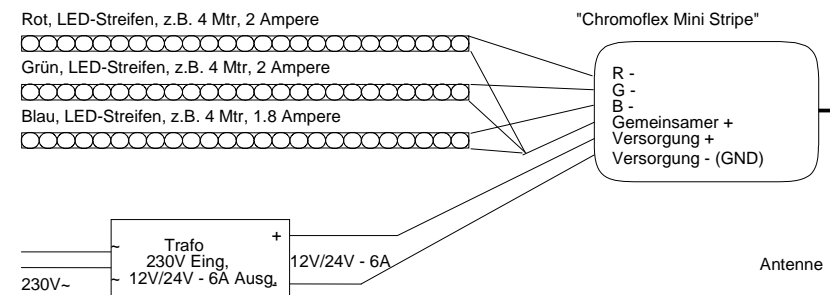 Rot, LED-Streifen, z.B. 4 Mtr, 2 Ampere
"Chromoflex Mini Stripe"
Grün, LED-Streifen, z.B. 4 Mtr, 2 Ampere
Blau, LED-Streifen, z.B. 4 Mtr, 1.8 Ampere
R -
G -
B -
Gemeinsamer +
Versorgung +
Versorgung - (GND)
~ Trafo +
230V Eing, 12V/24V - 6A
230V~ ~ 12V/24V - 6A Ausg. -
Antenne